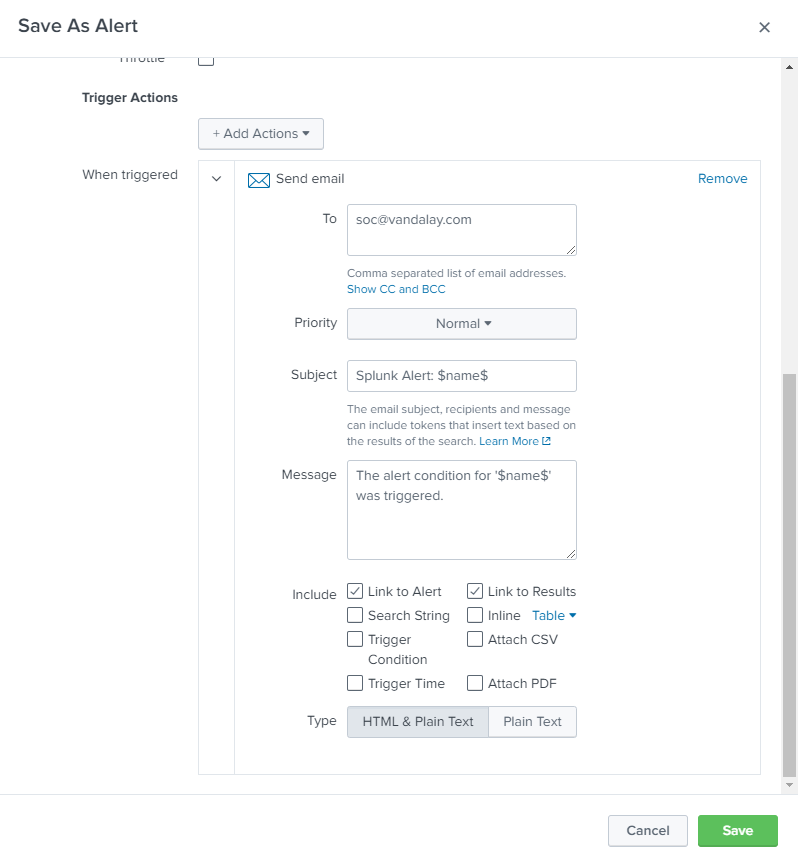 Save As Alert
Throttle
Trigger Actions
+ Add Actions
When triggered
Send email
Remove
To
soc@vandalay.com
Comma separated list of email addresses.
Show CC and BCC
Priority
Normal
Subject
Splunk Alert: $name$
The email subject, recipients and message
can include tokens that insert text based on
the results of the search. Learn More
Message
The alert condition for '$name$'
was triggered.
Include
Link to Alert
Link to Results
Search String
Inline Table
Trigger
Condition
Attach CSV
Trigger Time
Attach PDF
Type
HTML & Plain Text
Plain Text
Cancel
Save